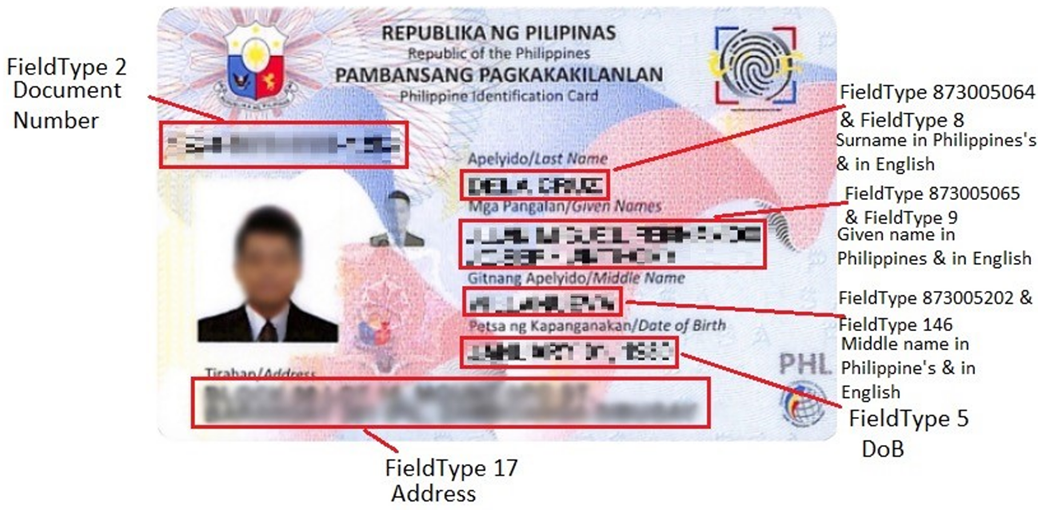 REPUBLIKA NG PILIPINAS
Republic of the Philippines
PAMBANSANG PAGKAKAKILANLAN
Philippine Identification Card
FieldType 2
Document
Number
FieldType 873005064
& FieldType 8
Surname in Philippines's
& in English
Apelyido/Last Name
Mga Pangalan/Given Names
FieldType 873005065
& FieldType 9
Given name in
Philippines & in English
Gitnang Apelyido/Middle Name
FieldType 873005202 &
FieldType 146
Middle name in
Philippine's & in
English
Petsa ng Kapanganakan/Date of Birth
PHL
Tirahan/Address
FieldType 5
DoB
FieldType 17
Address